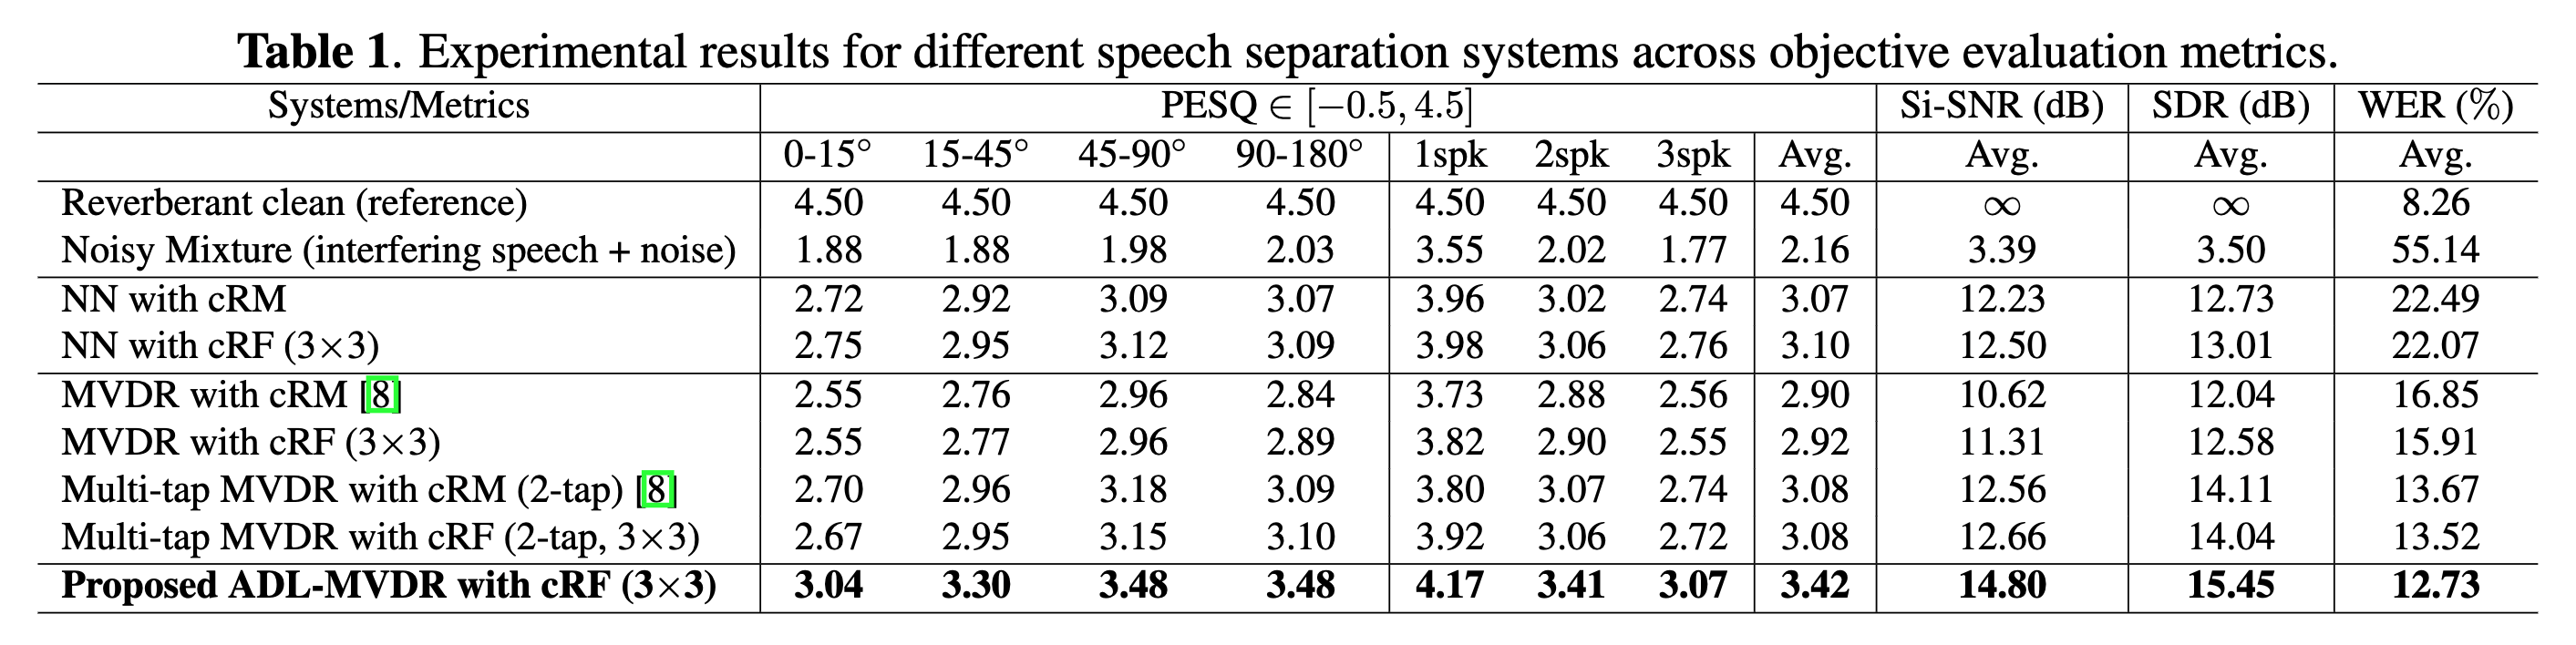 Table 1. Experimental results for different speech separation systems across objective evaluation metrics.
Systems/Metrics PESQ ∈ [−0.5, 4.5] Si-SNR (dB) SDR (dB) WER (%)
0-15° 15-45° 45-90° 90-180° 1spk 2spk 3spk Avg. Avg. Avg. Avg.
Reverberant clean (reference) 4.50 4.50 4.50 4.50 4.50 4.50 4.50 4.50 ∞ ∞ 8.26
Noisy Mixture (interfering speech + noise) 1.88 1.88 1.98 2.03 3.55 2.02 1.77 2.16 3.39 3.50 55.14
NN with cRM 2.72 2.92 3.09 3.07 3.96 3.02 2.74 3.07 12.23 12.73 22.49
NN with cRF (3×3) 2.75 2.95 3.12 3.09 3.98 3.06 2.76 3.10 12.50 13.01 22.07
MVDR with cRM [8] 2.55 2.76 2.96 2.84 3.73 2.88 2.56 2.90 10.62 12.04 16.85
MVDR with cRF (3×3) 2.55 2.77 2.96 2.89 3.82 2.90 2.55 2.92 11.31 12.58 15.91
Multi-tap MVDR with cRM (2-tap) [8] 2.70 2.96 3.18 3.09 3.80 3.07 2.74 3.08 12.56 14.11 13.67
Multi-tap MVDR with cRF (2-tap, 3×3) 2.67 2.95 3.15 3.10 3.92 3.06 2.72 3.08 12.66 14.04 13.52
Proposed ADL-MVDR with cRF (3×3) 3.04 3.30 3.48 3.48 4.17 3.41 3.07 3.42 14.80 15.45 12.73